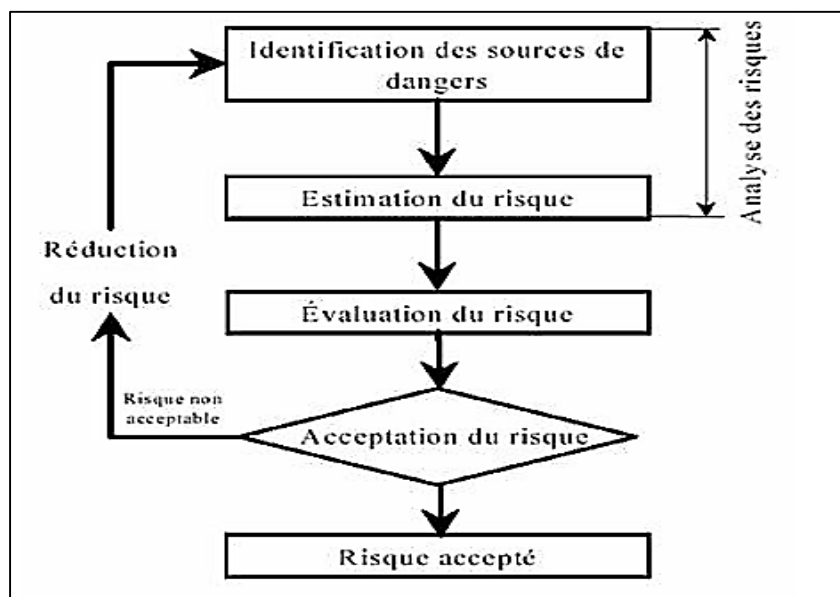 Identification des sources de
dangers
Analyse des risques
Estimation du risque
Réduction
du risque
Évaluation du risque
Risque non
acceptable
Acceptation du risque
Risque accepté